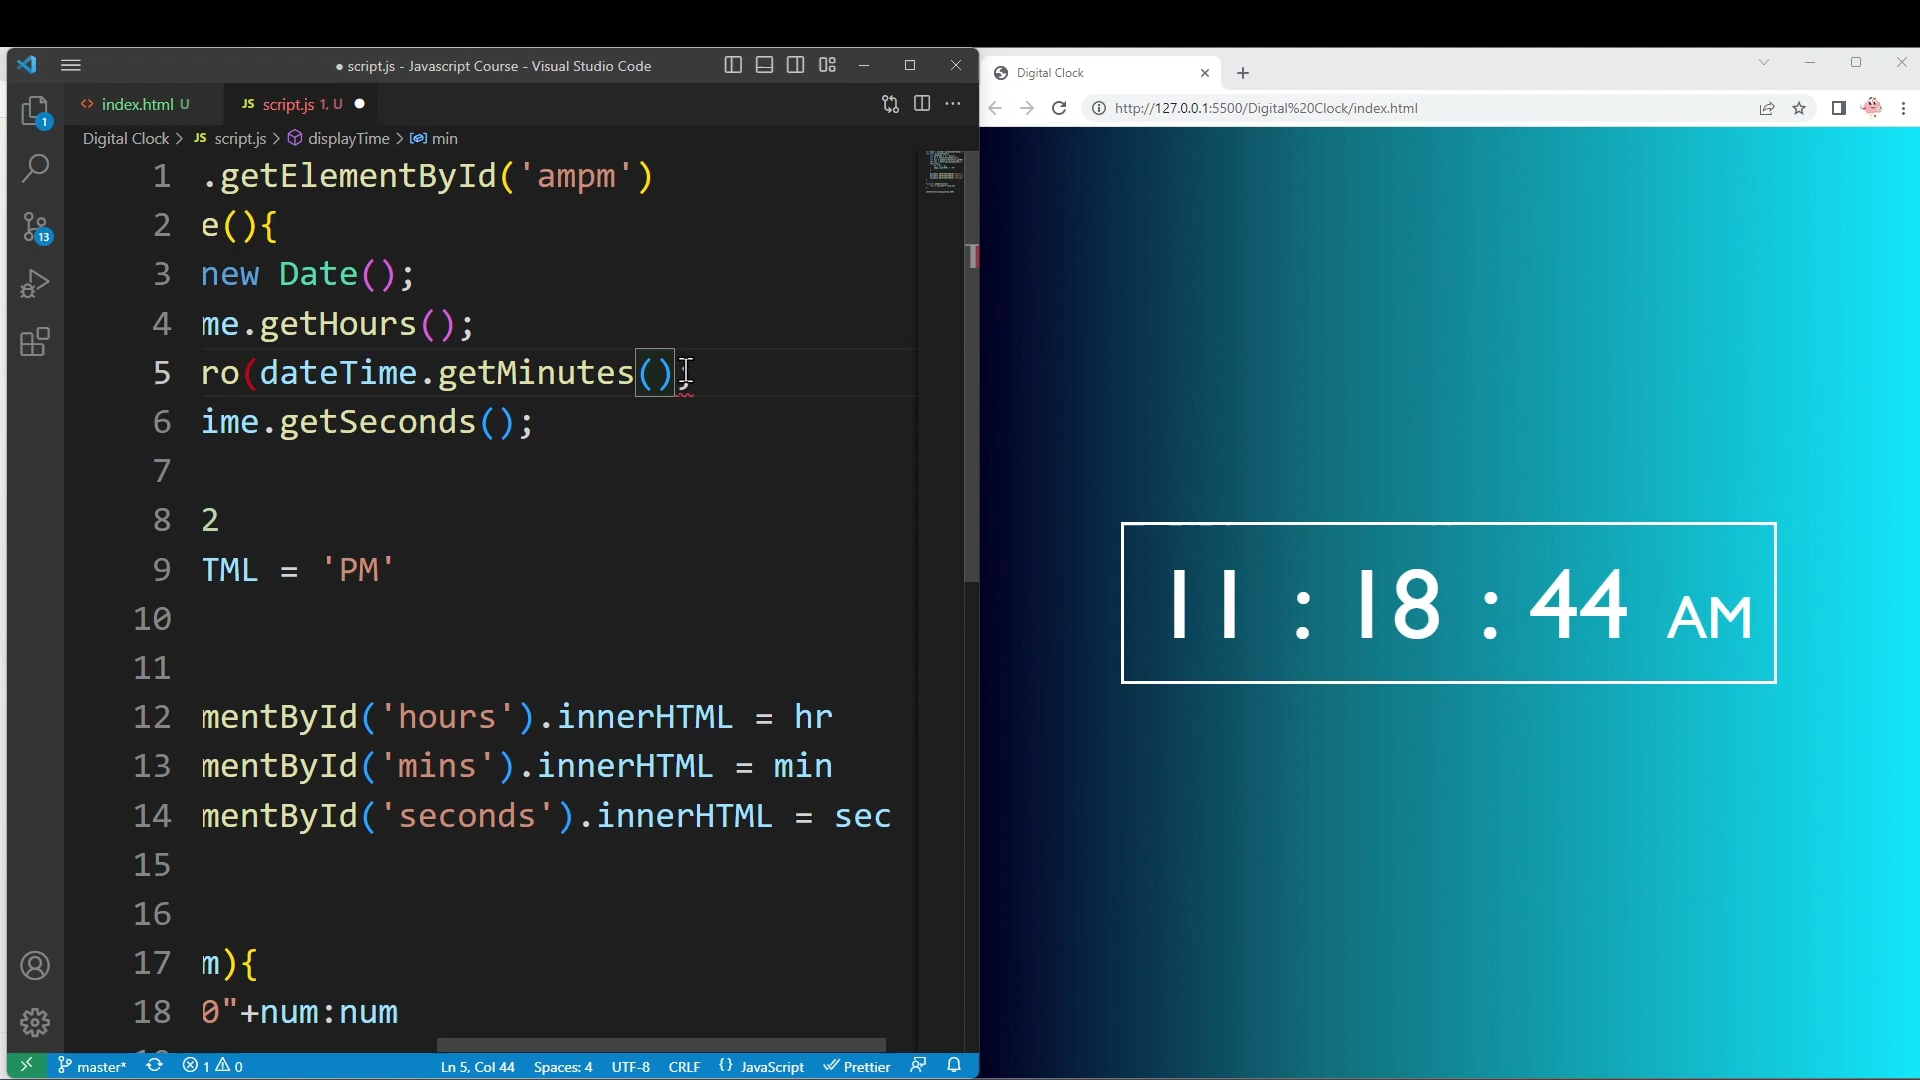 ● script.js - Javascript Course - Visual Studio Code
<> index.html U
JS script.js 1, U ●
Digital Clock > JS script.js > displayTime > min
1 .getElementById('ampm')
2 e(){
3 new Date();
4 me.getHours();
5 ro(dateTime.getMinutes();
6 ime.getSeconds();
7
8 2
9 TML = 'PM'
10
11
12 mentById('hours').innerHTML = hr
13 mentById('mins').innerHTML = min
14 mentById('seconds').innerHTML = sec
15
16
17 m){
18 0"+num:num
1
13
master* 1 0 Ln 5, Col 44 Spaces: 4 UTF-8 CRLF {} JavaScript Prettier
Digital Clock
http://127.0.0.1:5500/Digital%20Clock/index.html
11 : 18 : 44 AM